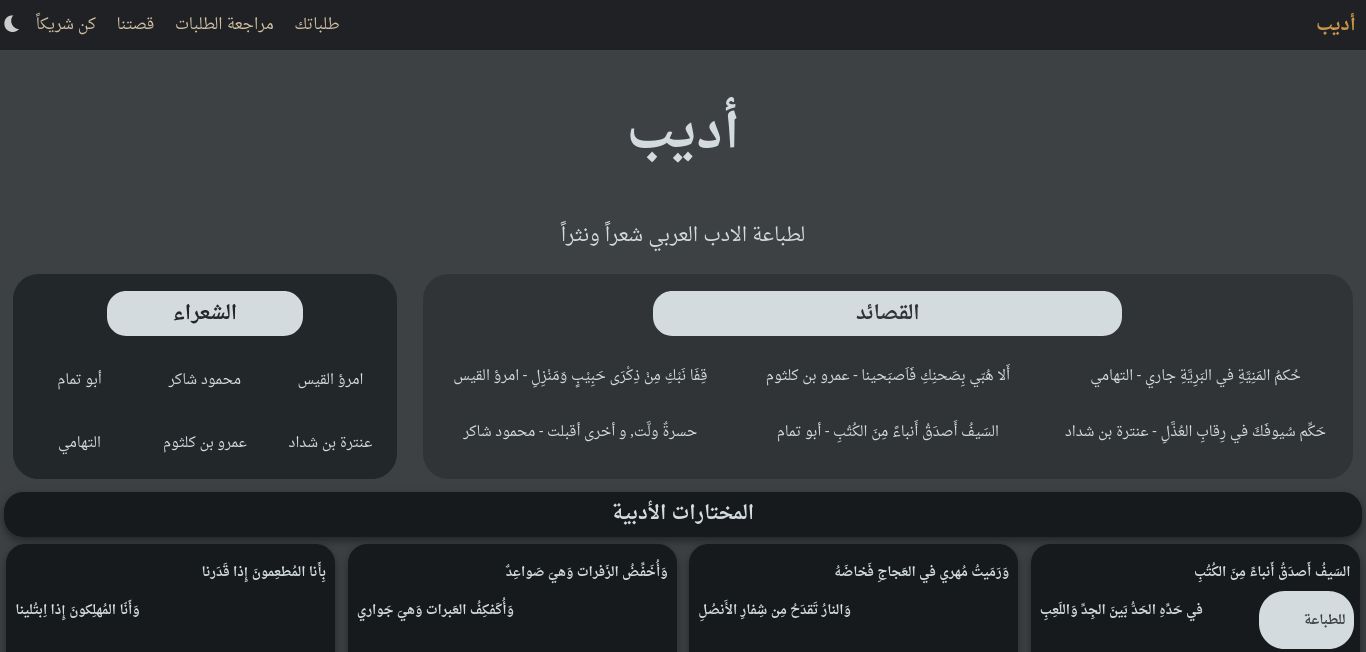 أديب
طلباتك
مراجعة الطلبات
قصتنا
كن شريكاً
أديب
لطباعة الادب العربي شعراً ونثراً
القصائد
حُكمُ المَنِيَّةِ في البَرِيَّةِ جاري - التهامي
أَلا هُبّي بِصَحنِكِ فَاَصبَحينا - عمرو بن كلثوم
قِفَا نَبْكِ مِنْ ذِكْرَى حَبِيْبٍ وَمَنْزِلِ - امرؤ القيس
حَكِّم سُيوفَكَ في رِقابِ العُذَّلِ - عنترة بن شداد
السَيفُ أَصدَقُ أَنباءً مِنَ الكُتُبِ - أبو تمام
حسرةٌ ولَّت, و أخرى أقبلت - محمود شاكر
الشعراء
امرؤ القيس
محمود شاكر
أبو تمام
عنترة بن شداد
عمرو بن كلثوم
التهامي
المختارات الأدبية
السَيفُ أَصدَقُ أَنباءً مِنَ الكُتُبِ
في حَدِّهِ الحَدُّ بَينَ الجِدِّ وَاللَعِبِ
للطباعة
وَرَمَيتُ مُهري في العَجاجِ فَخاضَهُ
وَالنارُ تَقدَحُ مِن شِفارِ الأَنصُلِ
وَأُخَفِّضُ الزَفرات وَهيَ صَواعِدٌ
وَأُكَفكِفُ العَبرات وَهيَ جَواري
بِأَنا المُطعِمونَ إِذا قَدَرنا
وَأَنّا المُهلِكونَ إِذا اِبتُلينا